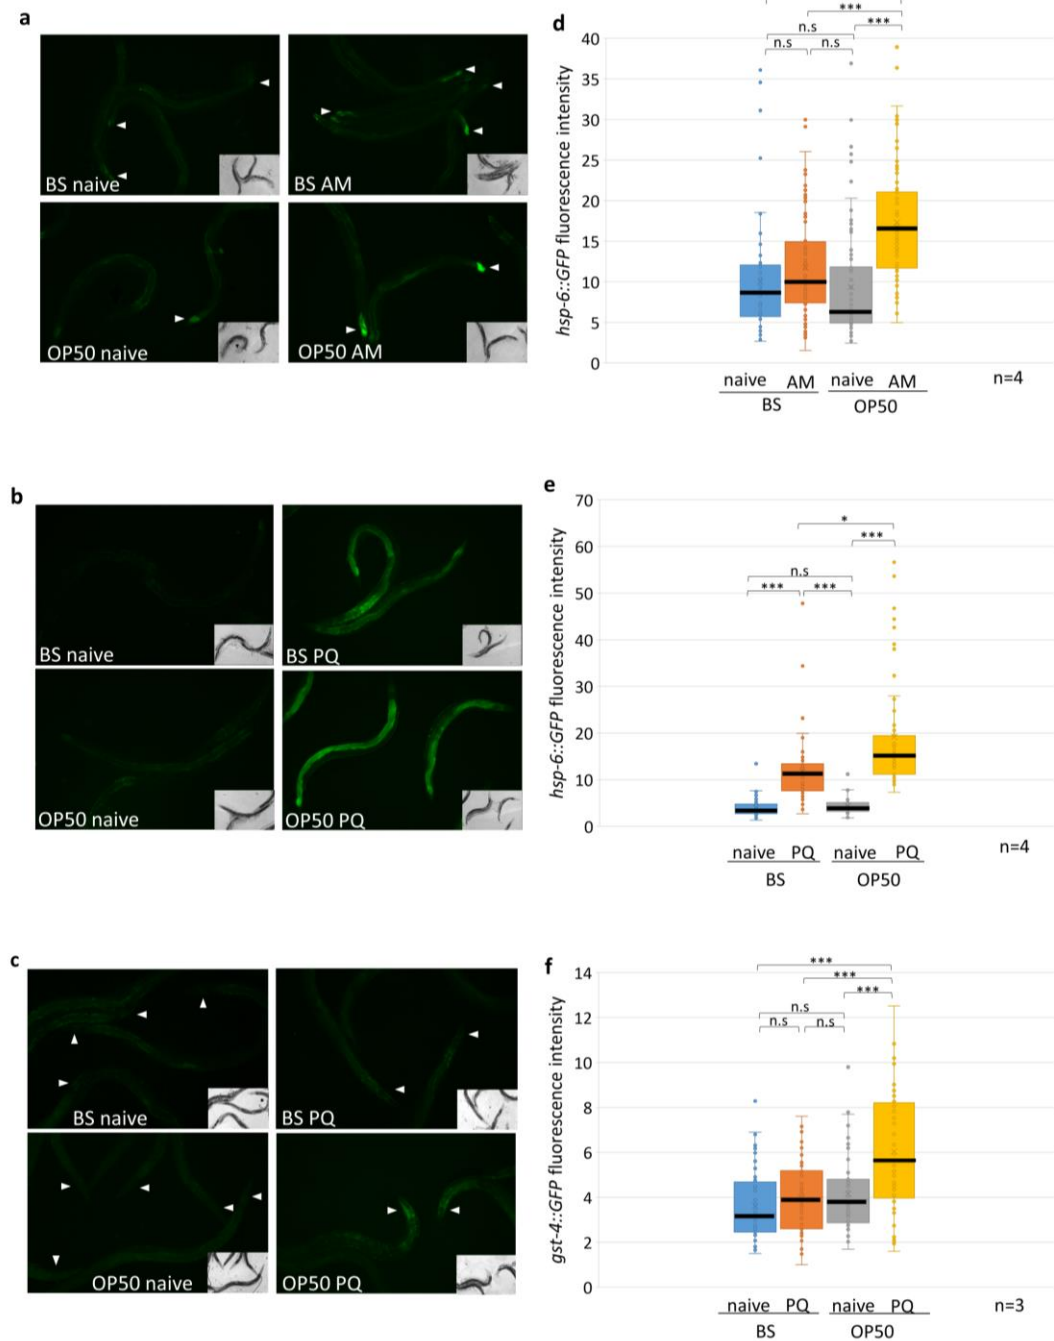 a
BS naive
BS AM
OP50 naive
OP50 AM
d
***
n.s
***
n.s
n.s
40
35
30
25
20
15
10
5
0
hsp-6::GFP fluorescence intensity
naive AM naive AM
BS OP50
n=4
b
BS naive
BS PQ
OP50 naive
OP50 PQ
e
70
60
50
40
30
20
10
0
*
***
n.s
*** ***
hsp-6::GFP fluorescence intensity
naive PQ naive PQ
BS OP50
n=4
c
BS naive
BS PQ
OP50 naive
OP50 PQ
f
14
12
10
8
6
4
2
0
***
***
***
n.s
n.s n.s
gst-4::GFP fluorescence intensity
naive PQ naive PQ
BS OP50
n=3